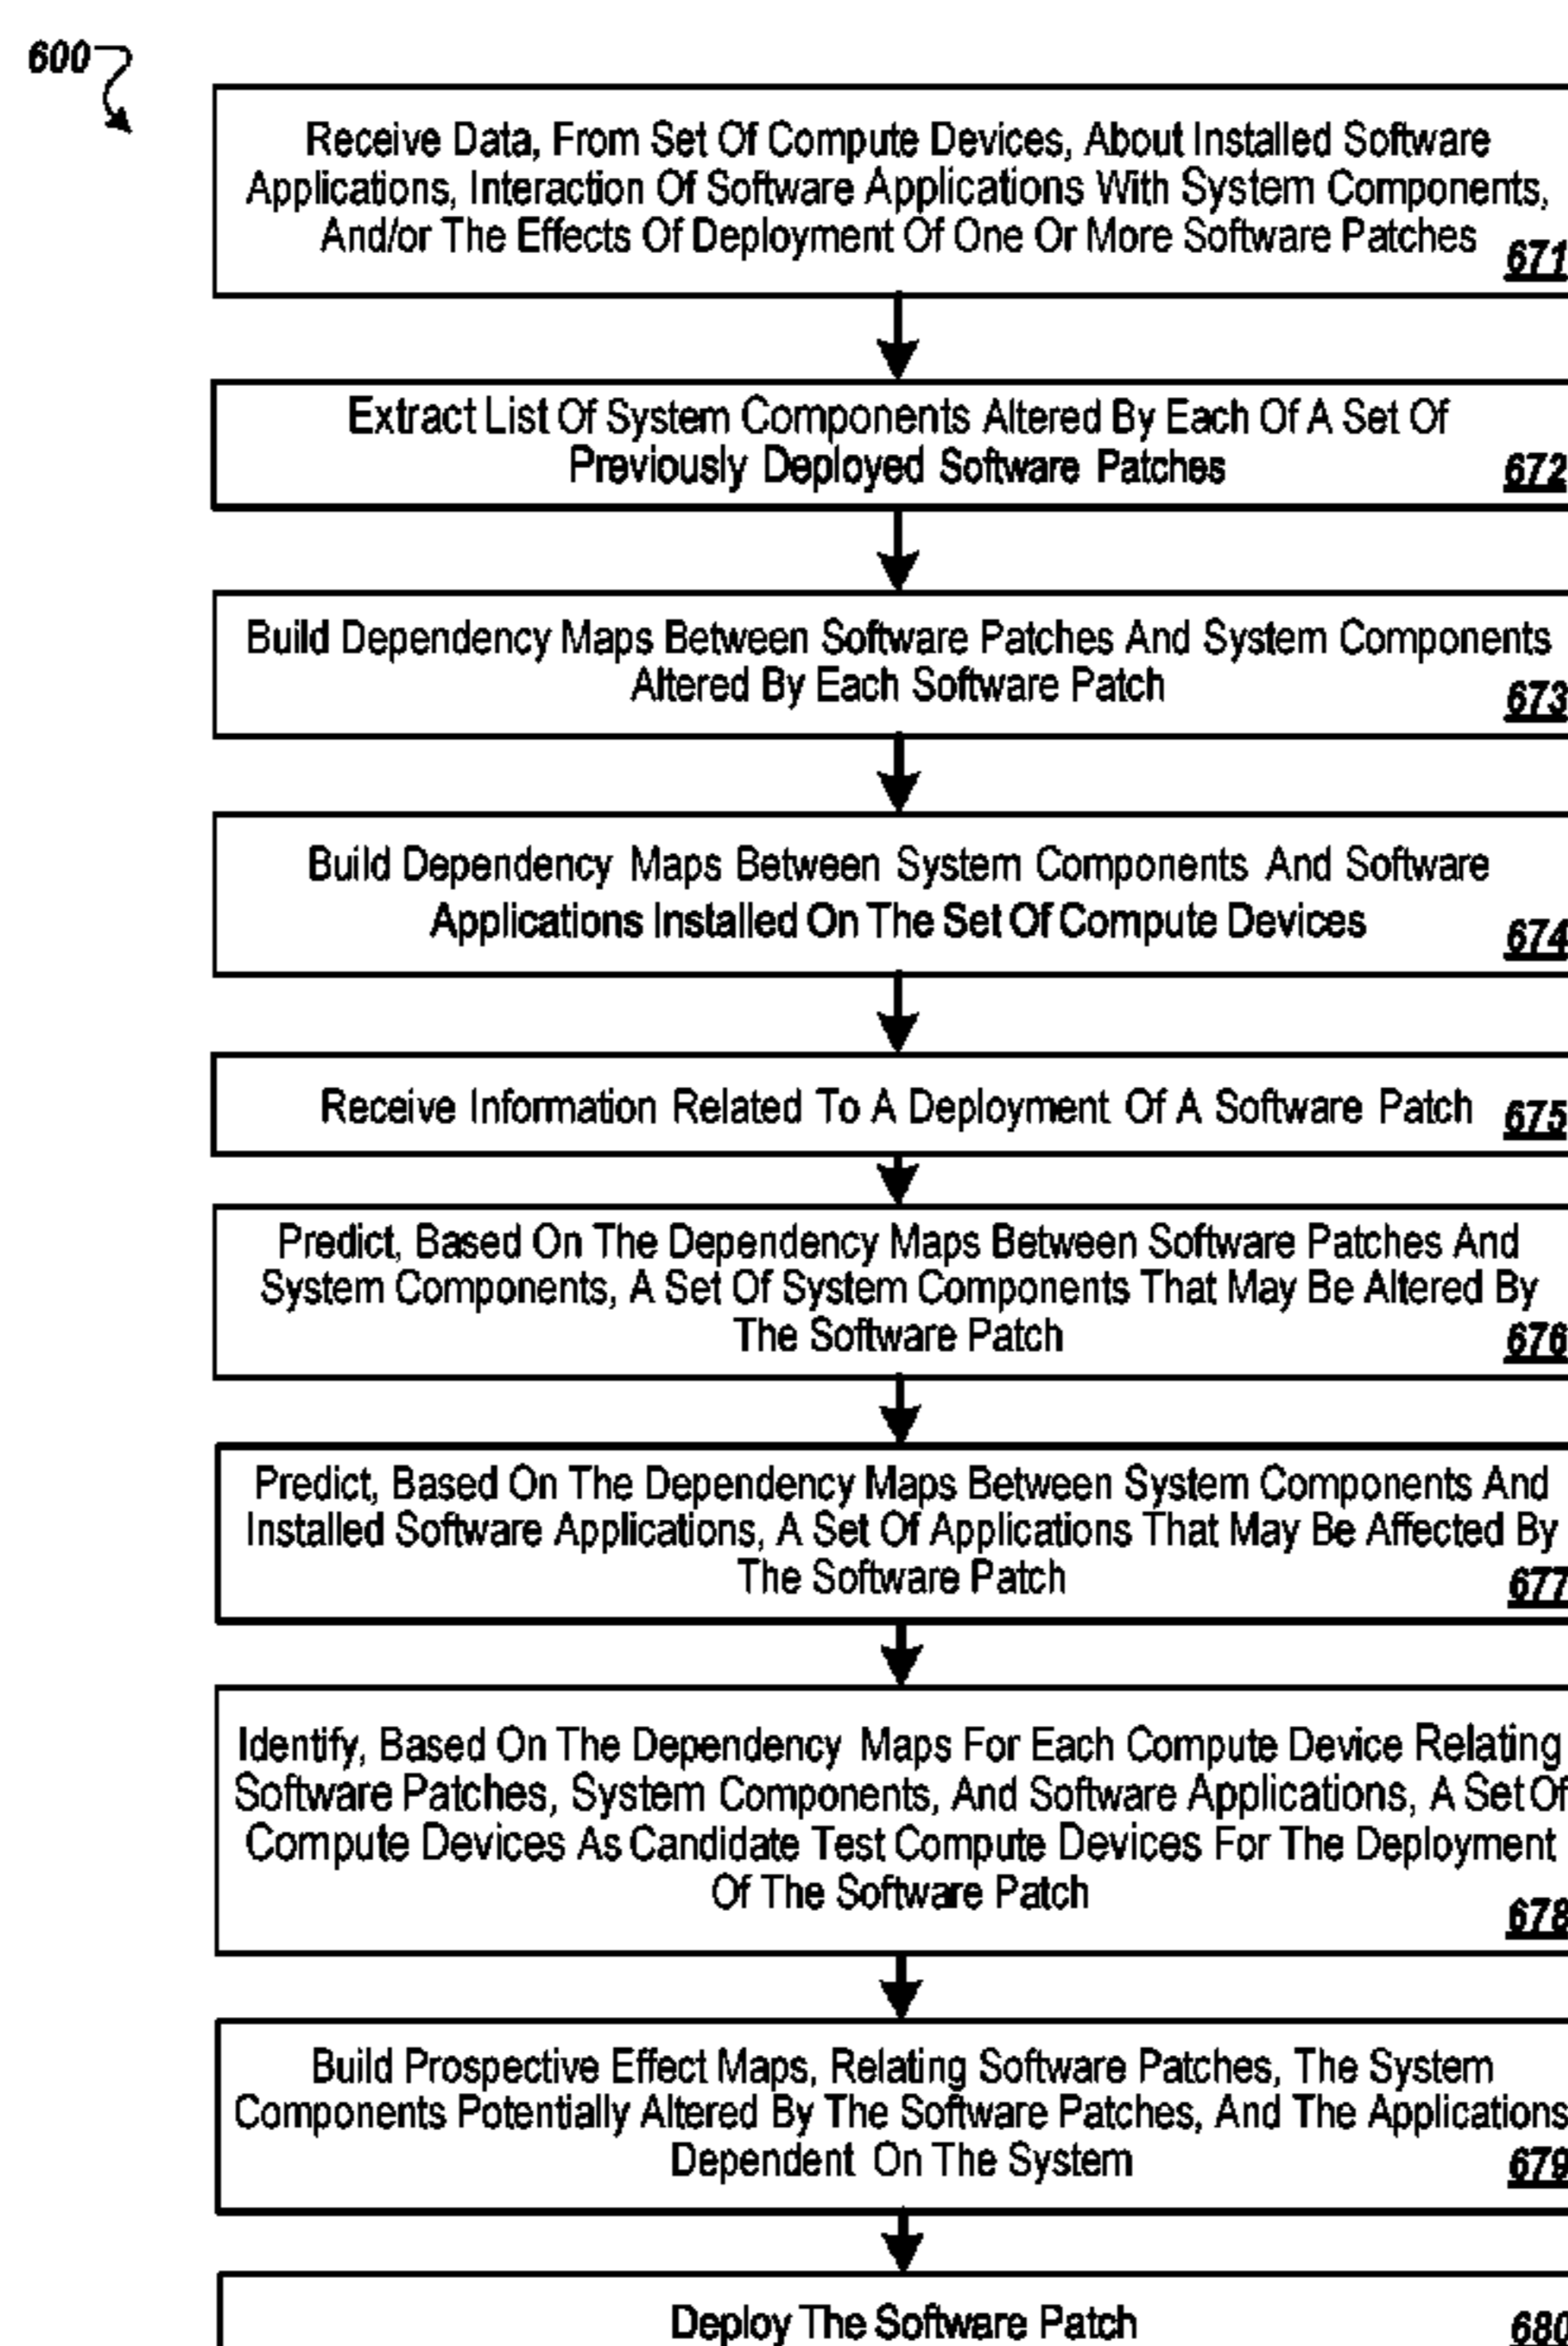 600
Receive Data, From Set Of Compute Devices, About Installed Software
Applications, Interaction Of Software Applications With System Components,
And/or The Effects Of Deployment Of One Or More Software Patches
671
Extract List Of System Components Altered By Each Of A Set Of
Previously Deployed Software Patches
672
Build Dependency Maps Between Software Patches And System Components
Altered By Each Software Patch
673
Build Dependency Maps Between System Components And Software
Applications Installed On The Set Of Compute Devices
674
Receive Information Related To A Deployment Of A Software Patch
675
Predict, Based On The Dependency Maps Between Software Patches And
System Components, A Set Of System Components That May Be Altered By
The Software Patch
676
Predict, Based On The Dependency Maps Between System Components And
Installed Software Applications, A Set Of Applications That May Be Affected By
The Software Patch
677
Identify, Based On The Dependency Maps For Each Compute Device Relating
Software Patches, System Components, And Software Applications, A Set Of
Compute Devices As Candidate Test Compute Devices For The Deployment
Of The Software Patch
678
Build Prospective Effect Maps, Relating Software Patches, The System
Components Potentially Altered By The Software Patches, And The Applications
Dependent On The System
679
Deploy The Software Patch
680